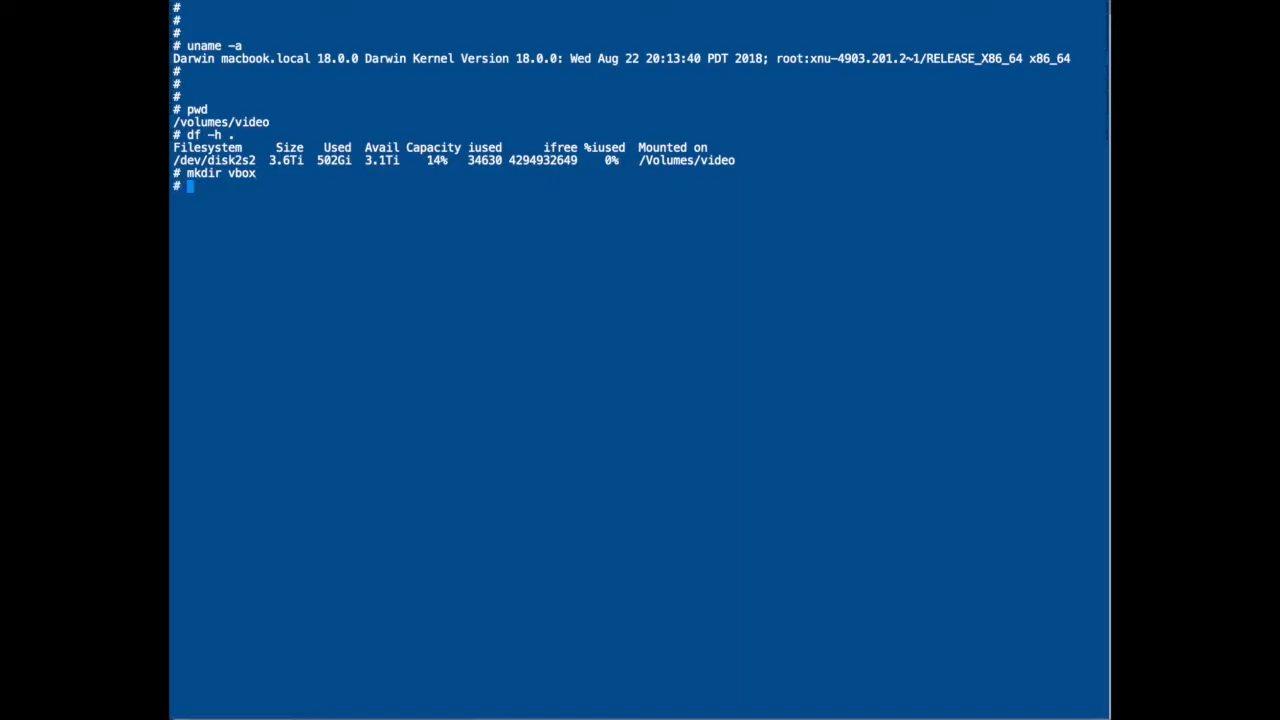 #
#
#
# uname -a
Darwin macbook.local 18.0.0 Darwin Kernel Version 18.0.0: Wed Aug 22 20:13:40 PDT 2018; root:xnu-4903.201.2~1/RELEASE_X86_64 x86_64
#
#
#
# pwd
/volumes/video
# df -h .
Filesystem     Size   Used  Avail Capacity iused      ifree %iused  Mounted on
/dev/disk2s2  3.6Ti  502Gi  3.1Ti    14%   34630 4294932649    0%   /Volumes/video
# mkdir vbox
#